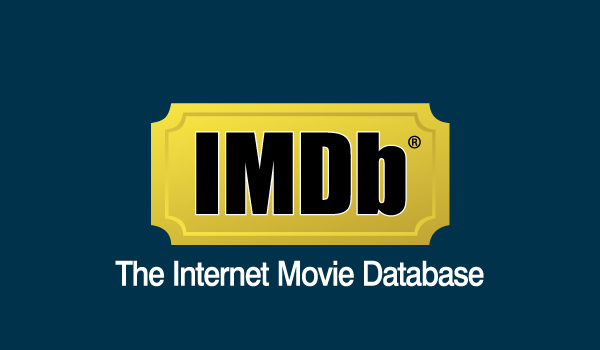 IMDb®
The Internet Movie Database